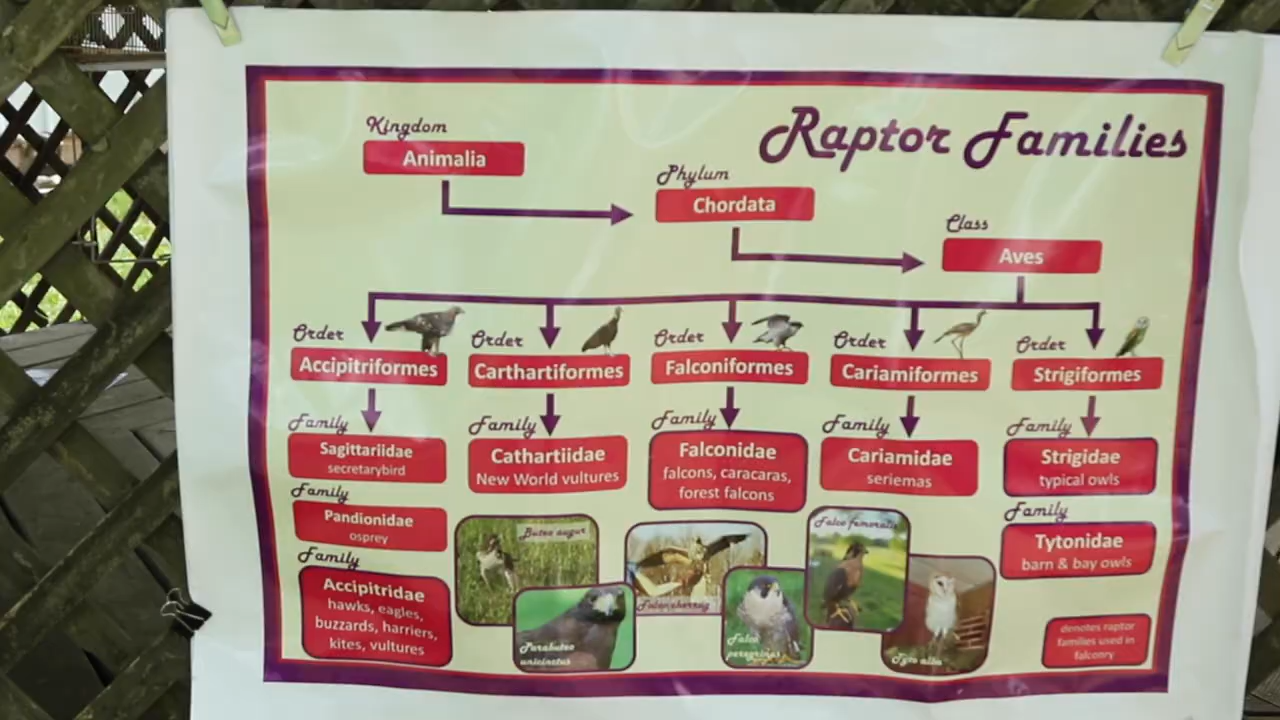 Raptor Families
Kingdom
Animalia
Phylum
Chordata
Class
Aves
Order
Accipitriformes
Order
Carthartiformes
Order
Falconiformes
Order
Cariamiformes
Order
Strigiformes
Family
Sagittariidae
secretarybird
Family
Pandionidae
osprey
Family
Accipitridae
hawks, eagles,
buzzards, harriers,
kites, vultures
Family
Cathartiidae
New World vultures
Family
Falconidae
falcons, caracaras,
forest falcons
Family
Cariamidae
seriemas
Family
Strigidae
typical owls
Family
Tytonidae
barn & bay owls
Buteo augur
Parabuteo
unicinctus
Falco cherrug
Falco
peregrinus
Falco femoralis
Tyto alba
denotes raptor
families used in
falconry